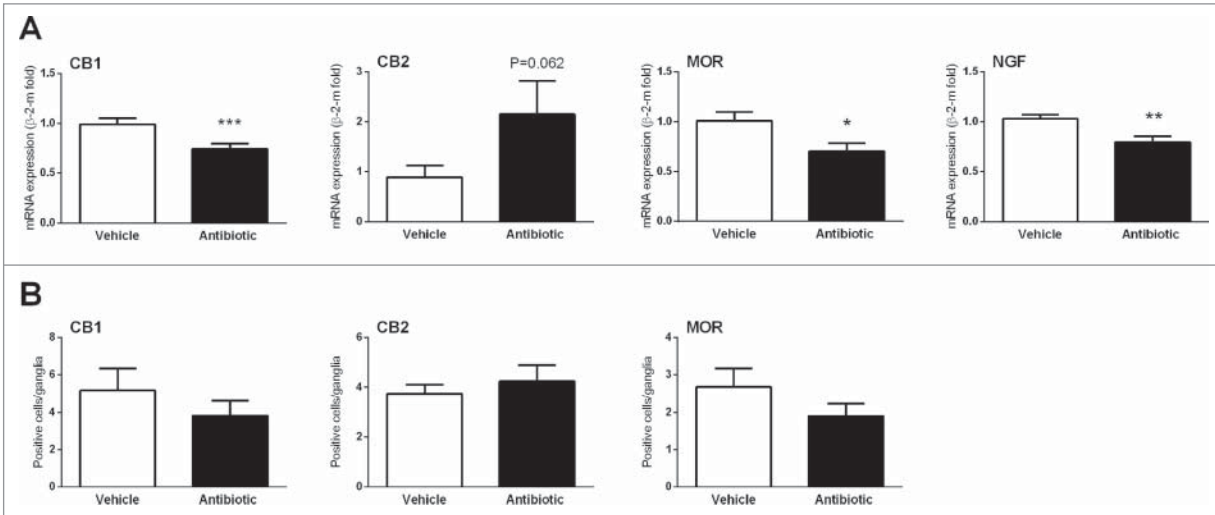 A
CB1
mRNA expression (β-2-m fold)
1.5
1.0
0.5
0.0
***
Vehicle
Antibiotic
CB2
P=0.062
mRNA expression (β-2-m fold)
3
2
1
0
Vehicle
Antibiotic
MOR
mRNA expression (β-2-m fold)
1.5
1.0
0.5
0.0
*
Vehicle
Antibiotic
NGF
mRNA expression (β-2-m fold)
1.5
1.0
0.5
0.0
**
Vehicle
Antibiotic
B
CB1
Positive cells/ganglia
8
6
4
2
0
Vehicle
Antibiotic
CB2
Positive cells/ganglia
6
4
2
0
Vehicle
Antibiotic
MOR
Positive cells/ganglia
4
3
2
1
0
Vehicle
Antibiotic